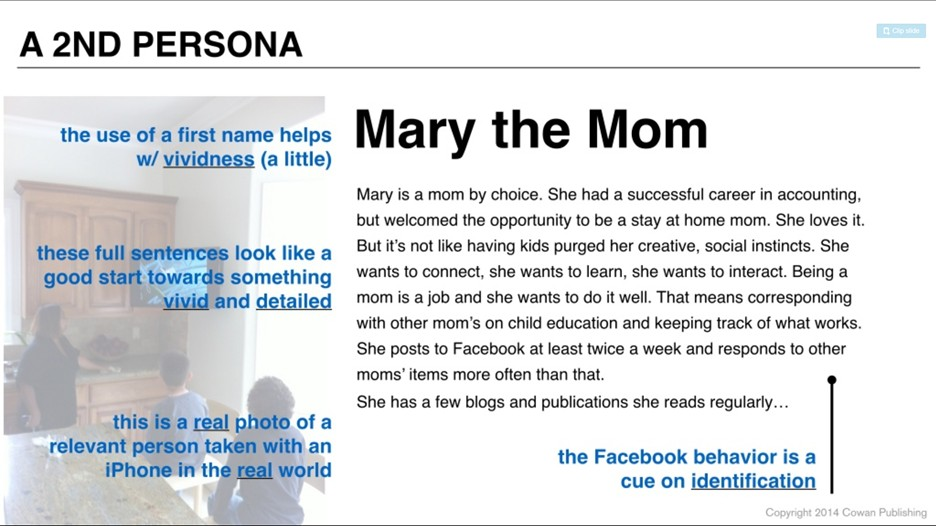 A 2ND PERSONA
Clip slide
the use of a first name helps
w/ vividness (a little)
these full sentences look like a
good start towards something
vivid and detailed
this is a real photo of a
relevant person taken with an
iPhone in the real world
Mary the Mom
Mary is a mom by choice. She had a successful career in accounting,
but welcomed the opportunity to be a stay at home mom. She loves it.
But it’s not like having kids purged her creative, social instincts. She
wants to connect, she wants to learn, she wants to interact. Being a
mom is a job and she wants to do it well. That means corresponding
with other mom’s on child education and keeping track of what works.
She posts to Facebook at least twice a week and responds to other
moms’ items more often than that.
She has a few blogs and publications she reads regularly…
the Facebook behavior is a
cue on identification
Copyright 2014 Cowan Publishing